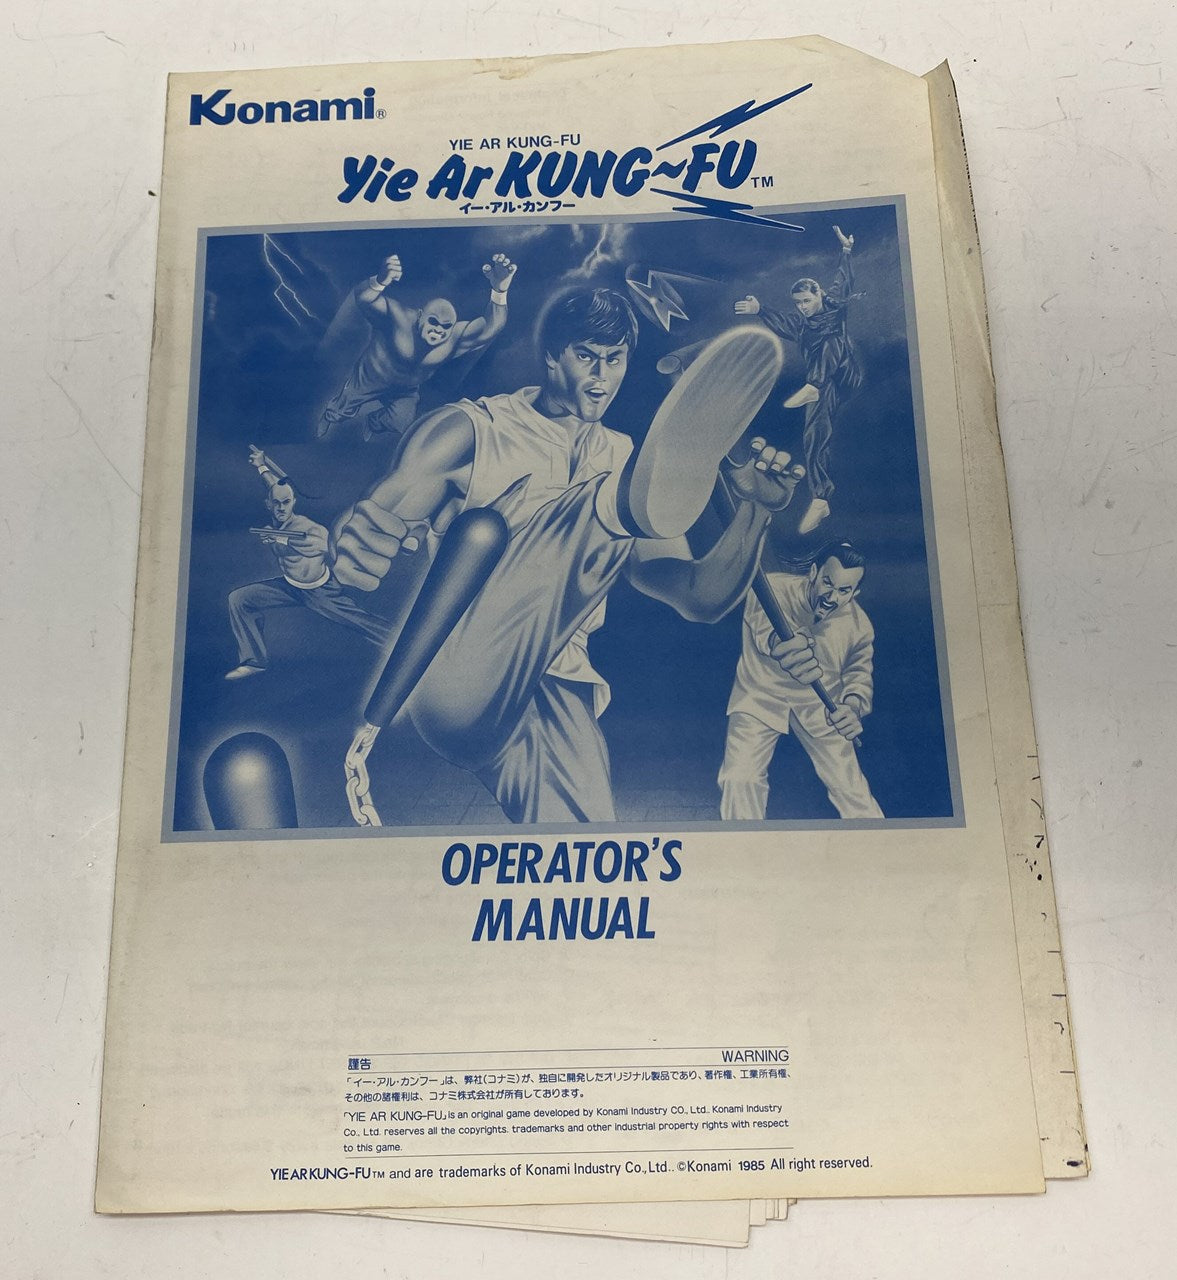 Konami®
YIE AR KUNG-FU
Yie Ar KUNG~FU TM
イー・アル・カンフー
OPERATOR'S
MANUAL
謹告 WARNING
「イー・アル・カンフー」は、弊社(コナミ)が、独自に開発したオリジナル製品であり、著作権、工業所有権、
その他の諸権利は、コナミ株式会社が所有しております。
「YIE AR KUNG-FU」is an original game developed by Konami Industry CO., Ltd.. Konami Industry
Co., Ltd. reserves all the copyrights. trademarks and other industrial property rights with respect
to this game.
YIE AR KUNG-FU TM and are trademarks of Konami Industry Co., Ltd.. ©Konami 1985 All right reserved.